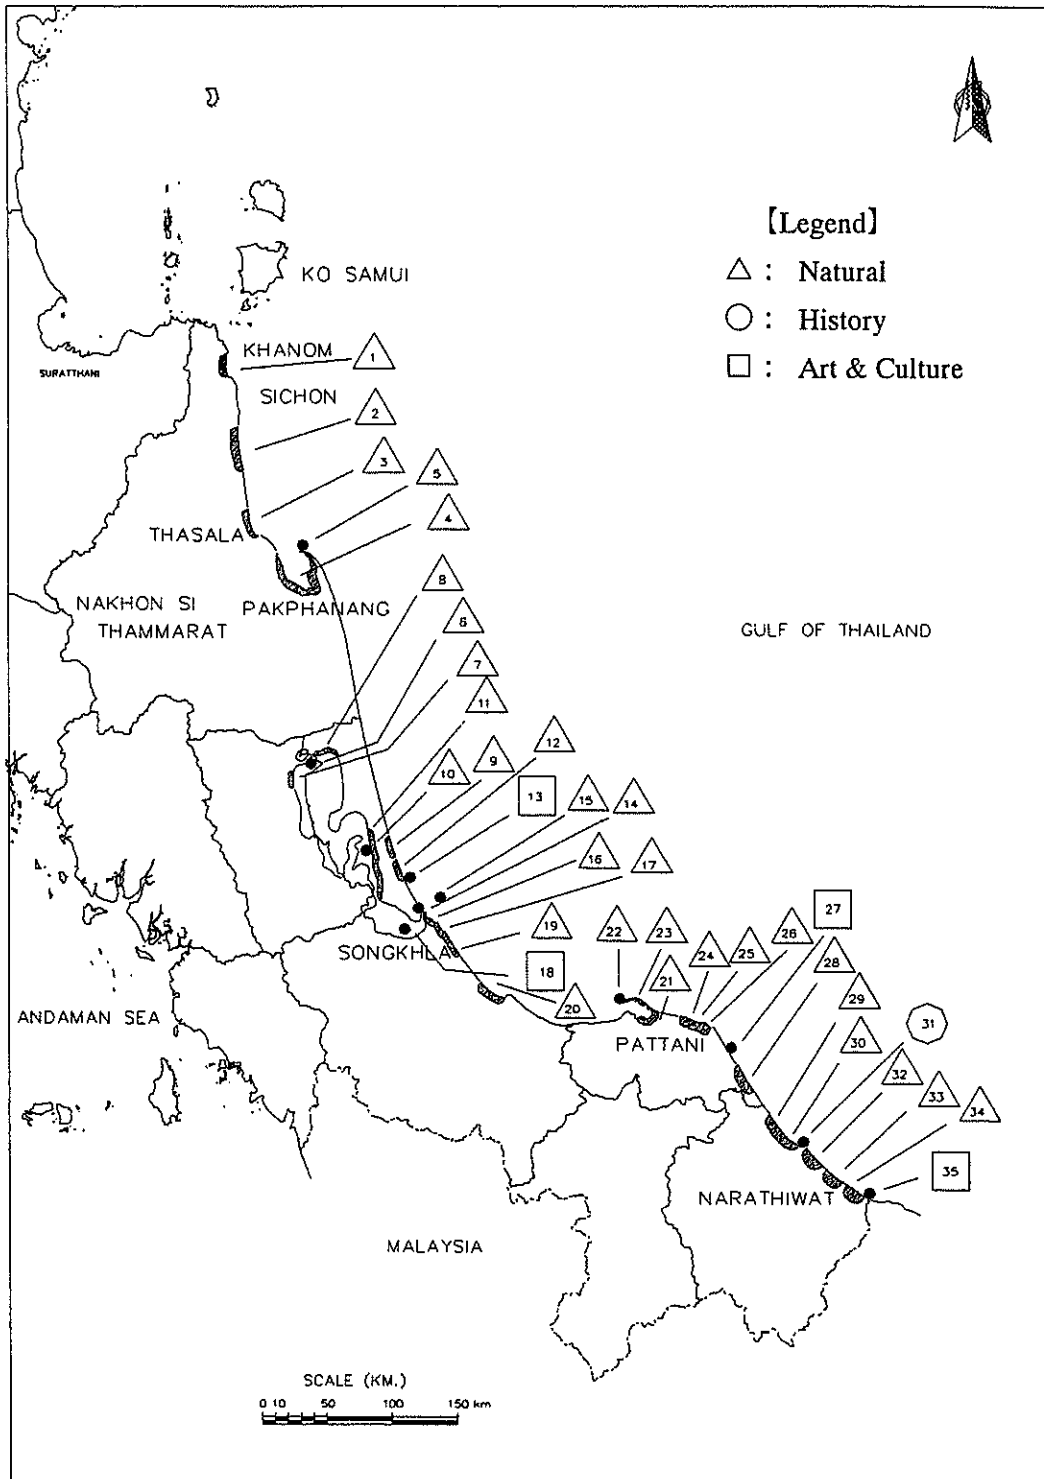 【Legend】
△ : Natural
○ : History
□ : Art & Culture
KO SAMUI
KHANOM
1
SURATTHANI
SICHON
2
3
5
4
THASALA
8
NAKHON SI
THAMMARAT
PAKPHANANG
6
GULF OF THAILAND
7
11
12
9
10
13
15
14
16
17
27
26
19
22
23
24
25
28
SONGKHLA
18
21
20
29
ANDAMAN SEA
PATTANI
30
31
32
33
34
35
NARATHIWAT
MALAYSIA
SCALE (KM.)
0 10 50 100 150 km